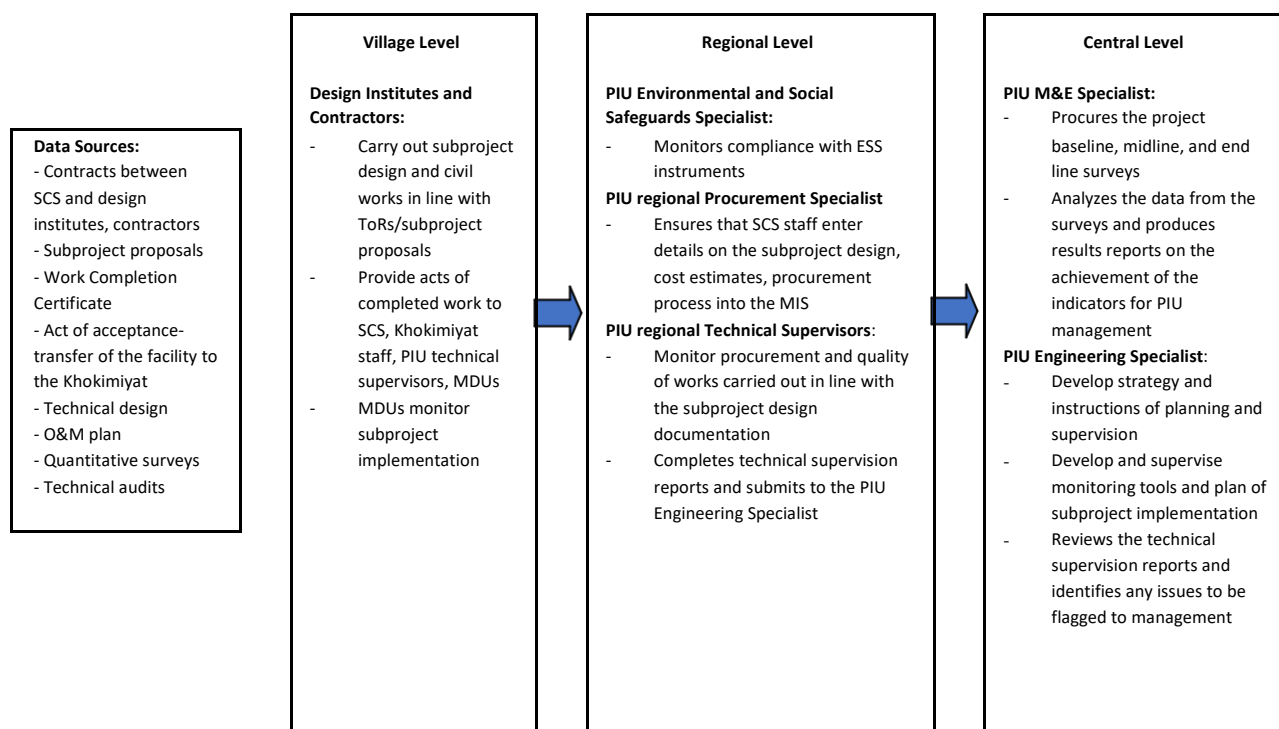 Data Sources:
- Contracts between
SCS and design
institutes, contractors
- Subproject proposals
- Work Completion
Certificate
- Act of acceptance-
transfer of the facility to
the Khokimiyat
- Technical design
- O&M plan
- Quantitative surveys
- Technical audits
Village Level
Design Institutes and
Contractors:
- Carry out subproject
design and civil
works in line with
ToRs/subproject
proposals
- Provide acts of
completed work to
SCS, Khokimiyat
staff, PIU technical
supervisors, MDUs
- MDUs monitor
subproject
implementation
Regional Level
PIU Environmental and Social
Safeguards Specialist:
- Monitors compliance with ESS
instruments
PIU regional Procurement Specialist
- Ensures that SCS staff enter
details on the subproject design,
cost estimates, procurement
process into the MIS
PIU regional Technical Supervisors:
- Monitor procurement and quality
of works carried out in line with
the subproject design
documentation
- Completes technical supervision
reports and submits to the PIU
Engineering Specialist
Central Level
PIU M&E Specialist:
- Procures the project
baseline, midline, and end
line surveys
- Analyzes the data from the
surveys and produces
results reports on the
achievement of the
indicators for PIU
management
PIU Engineering Specialist:
- Develop strategy and
instructions of planning and
supervision
- Develop and supervise
monitoring tools and plan of
subproject implementation
- Reviews the technical
supervision reports and
identifies any issues to be
flagged to management